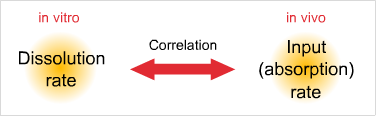 in vitro
Dissolution
rate
Correlation
in vivo
Input
(absorption)
rate